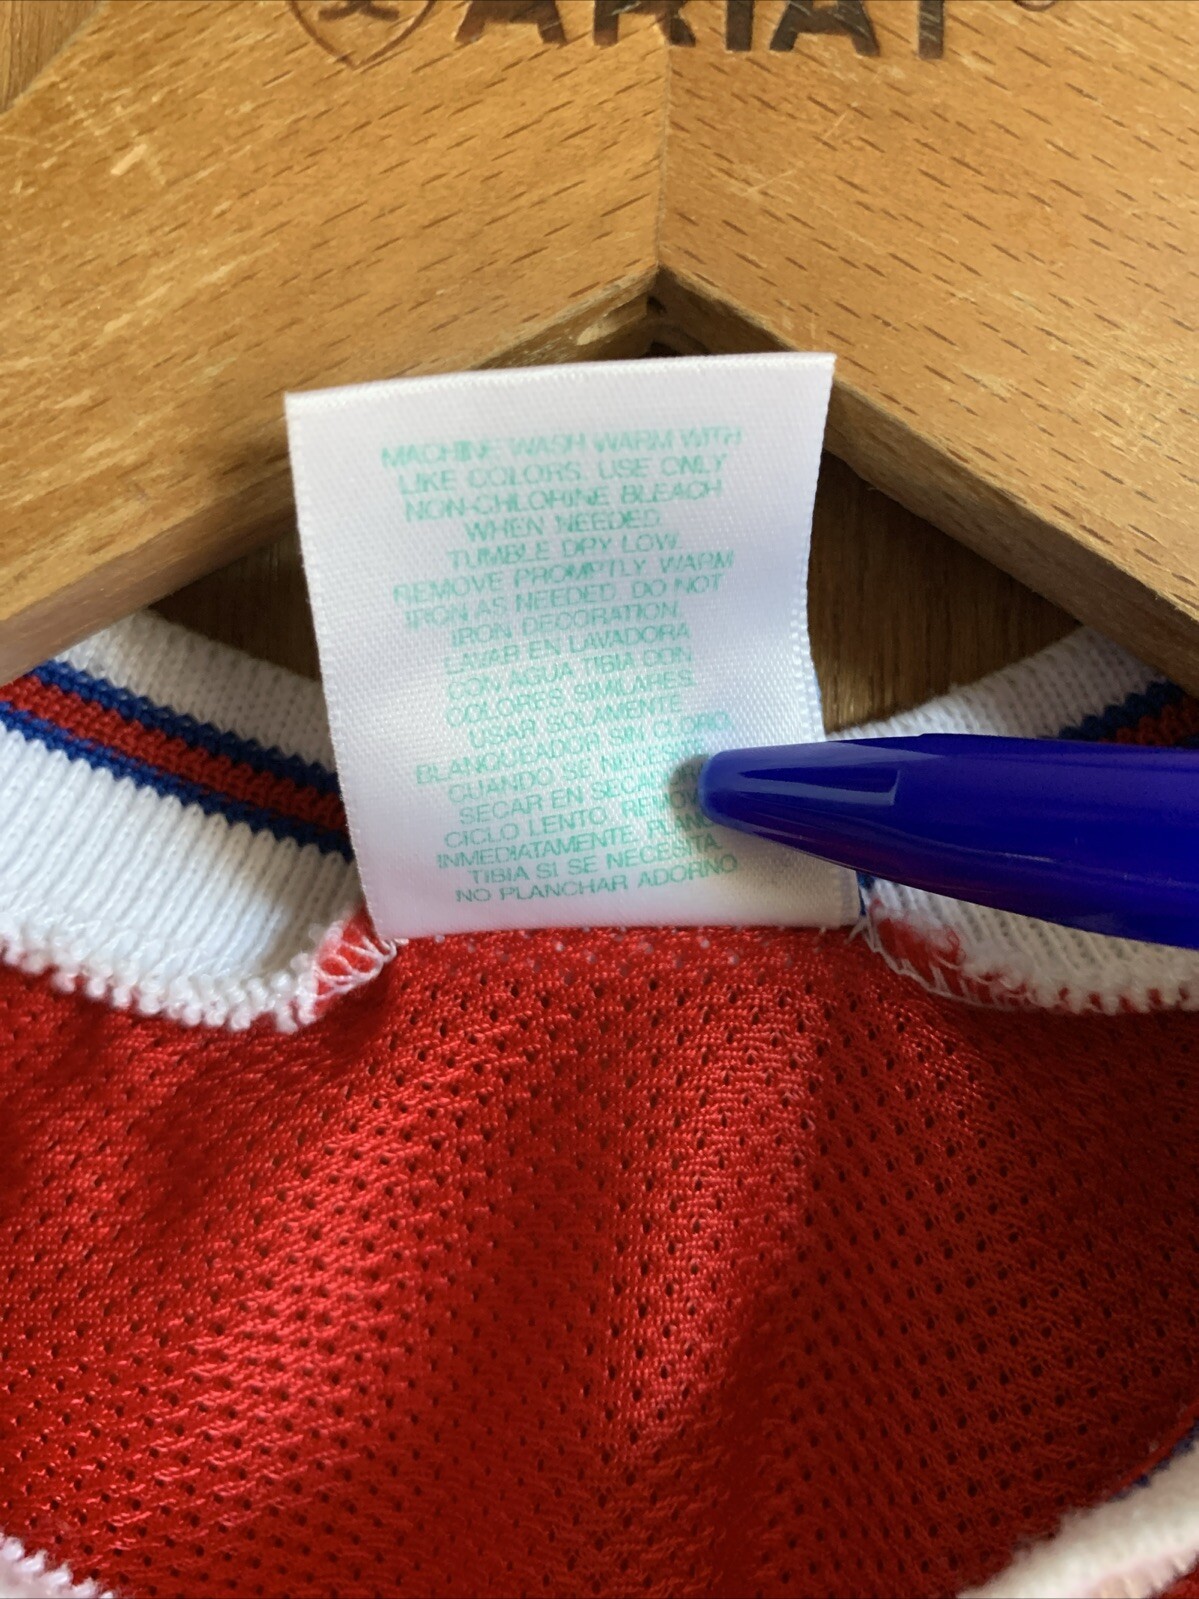 ARIAT
MACHINE WASH WARM WITH
LIKE COLORS. USE ONLY
NON-CHLORINE BLEACH
WHEN NEEDED.
TUMBLE DRY LOW.
REMOVE PROMPTLY. WARM
IRON AS NEEDED. DO NOT
IRON DECORATION.
LAVAR EN LAVADORA
CON AGUA TIBIA CON
COLORES SIMILARES.
USAR SOLAMENTE
BLANQUEADOR SIN CLORO
CUANDO SE
SECAR EN
CICLO LENTO.
INMEDIATAMENTE.
TIBIA SI SE NECESITA.
NO PLANCHAR ADORNO